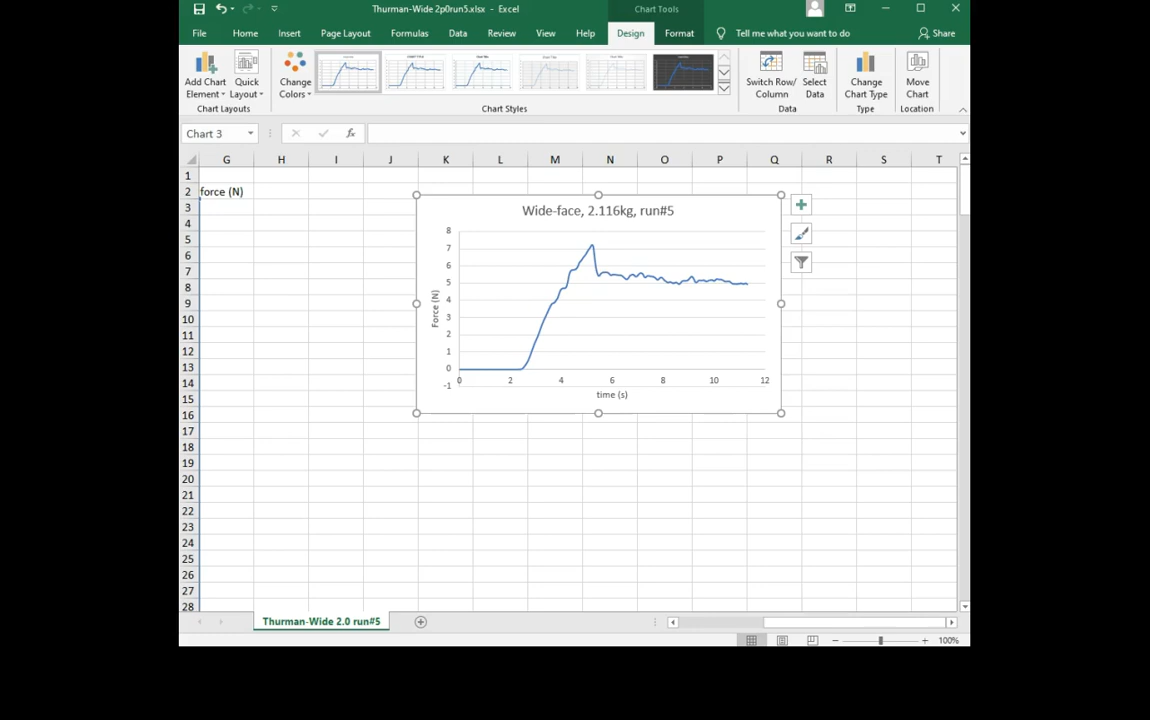 Thurman-Wide 2p0run5.xlsx - Excel
Chart Tools
File Home Insert Page Layout Formulas Data Review View Help Design Format Tell me what you want to do Share
Add Chart Element
Quick Layout
Change Colors
Switch Row/ Column
Select Data
Change Chart Type
Move Chart
Chart Layouts
Chart Styles
Data
Type
Location
Chart 3
fx
G H I J K L M N O P Q R S T
1
2 force (N)
3
4
5
6
7
8
9
10
11
12
13
14
15
16
17
18
19
20
21
22
23
24
25
26
27
28
Wide-face, 2.116kg, run#5
8
7
6
5
4
3
2
1
0
-1
Force (N)
0 2 4 6 8 10 12
time (s)
Thurman-Wide 2.0 run#5
100%